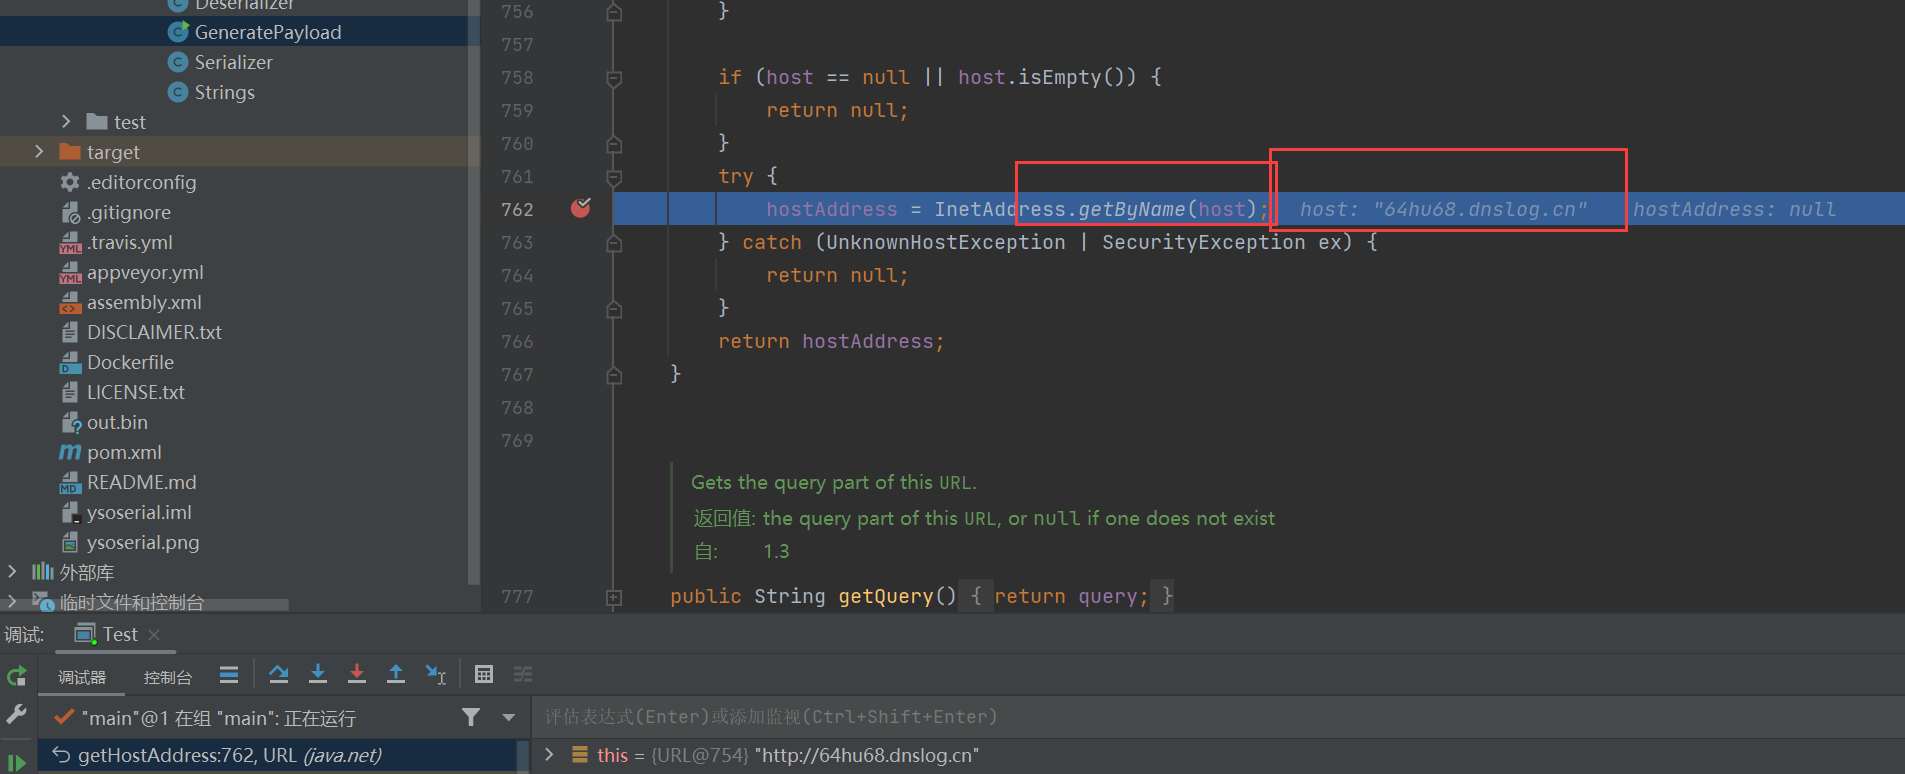 Deserializer
GeneratePayload
Serializer
Strings
test
target
.editorconfig
.gitignore
.travis.yml
appveyor.yml
assembly.xml
DISCLAIMER.txt
Dockerfile
LICENSE.txt
out.bin
pom.xml
README.md
ysoserial.iml
ysoserial.png
外部库
临时文件和控制台
756 }
757
758 if (host == null || host.isEmpty()) {
759 return null;
760 }
761 try {
762 hostAddress = InetAddress.getByName(host); host: "64hu68.dnslog.cn" hostAddress: null
763 } catch (UnknownHostException | SecurityException ex) {
764 return null;
765 }
766 return hostAddress;
767 }
768
769
Gets the query part of this URL.
返回值: the query part of this URL, or null if one does not exist
自: 1.3
777 public String getQuery() { return query; }
调试: Test
调试器 控制台
"main"@1 在组 "main": 正在运行
评估表达式(Enter)或添加监视(Ctrl+Shift+Enter)
getHostAddress:762, URL (java.net)
this = {URL@754} "http://64hu68.dnslog.cn"